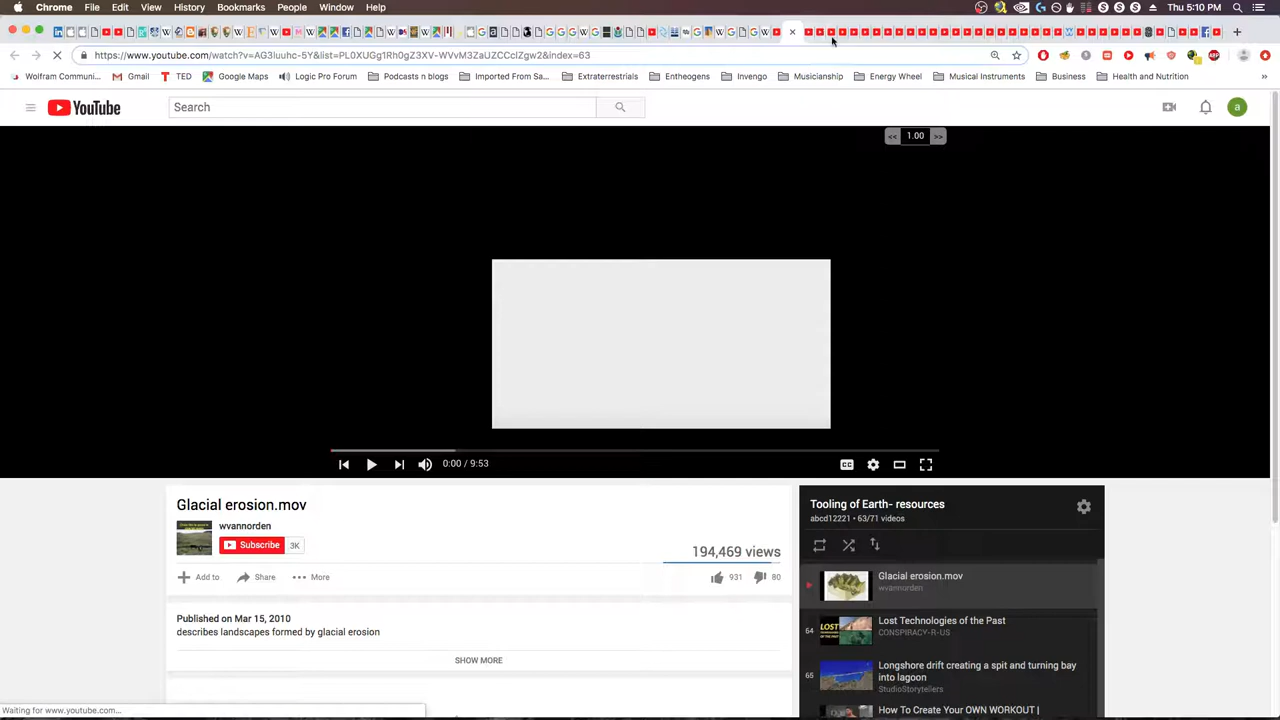 Chrome File Edit View History Bookmarks People Window Help
Thu 5:10 PM
https://www.youtube.com/watch?v=AG3luuhc-5Y&list=PL0XUGg1Rh0gZ3XV-WVvM3ZaUZCCclZgw2&index=63
Wolfram Communi... Gmail TED Google Maps Logic Pro Forum Podcasts n blogs Imported From Sa... Extraterrestrials Entheogens Invengo Musicianship Energy Wheel Musical Instruments Business Health and Nutrition »
YouTube Search a
<< 1.00 >>
0:00 / 9:53 CC
Glacial erosion.mov
wvannorden
Subscribe 3K
194,469 views
Add to Share More 931 80
Published on Mar 15, 2010
describes landscapes formed by glacial erosion
SHOW MORE
Tooling of Earth- resources
abcd12221 • 63/71 videos
Glacial erosion.mov
wvannorden
64 LOST Lost Technologies of the Past
CONSPIRACY-R-US
65 Longshore drift creating a spit and turning bay
into lagoon
StudioStorytellers
How To Create Your OWN WORKOUT |
Waiting for www.youtube.com...